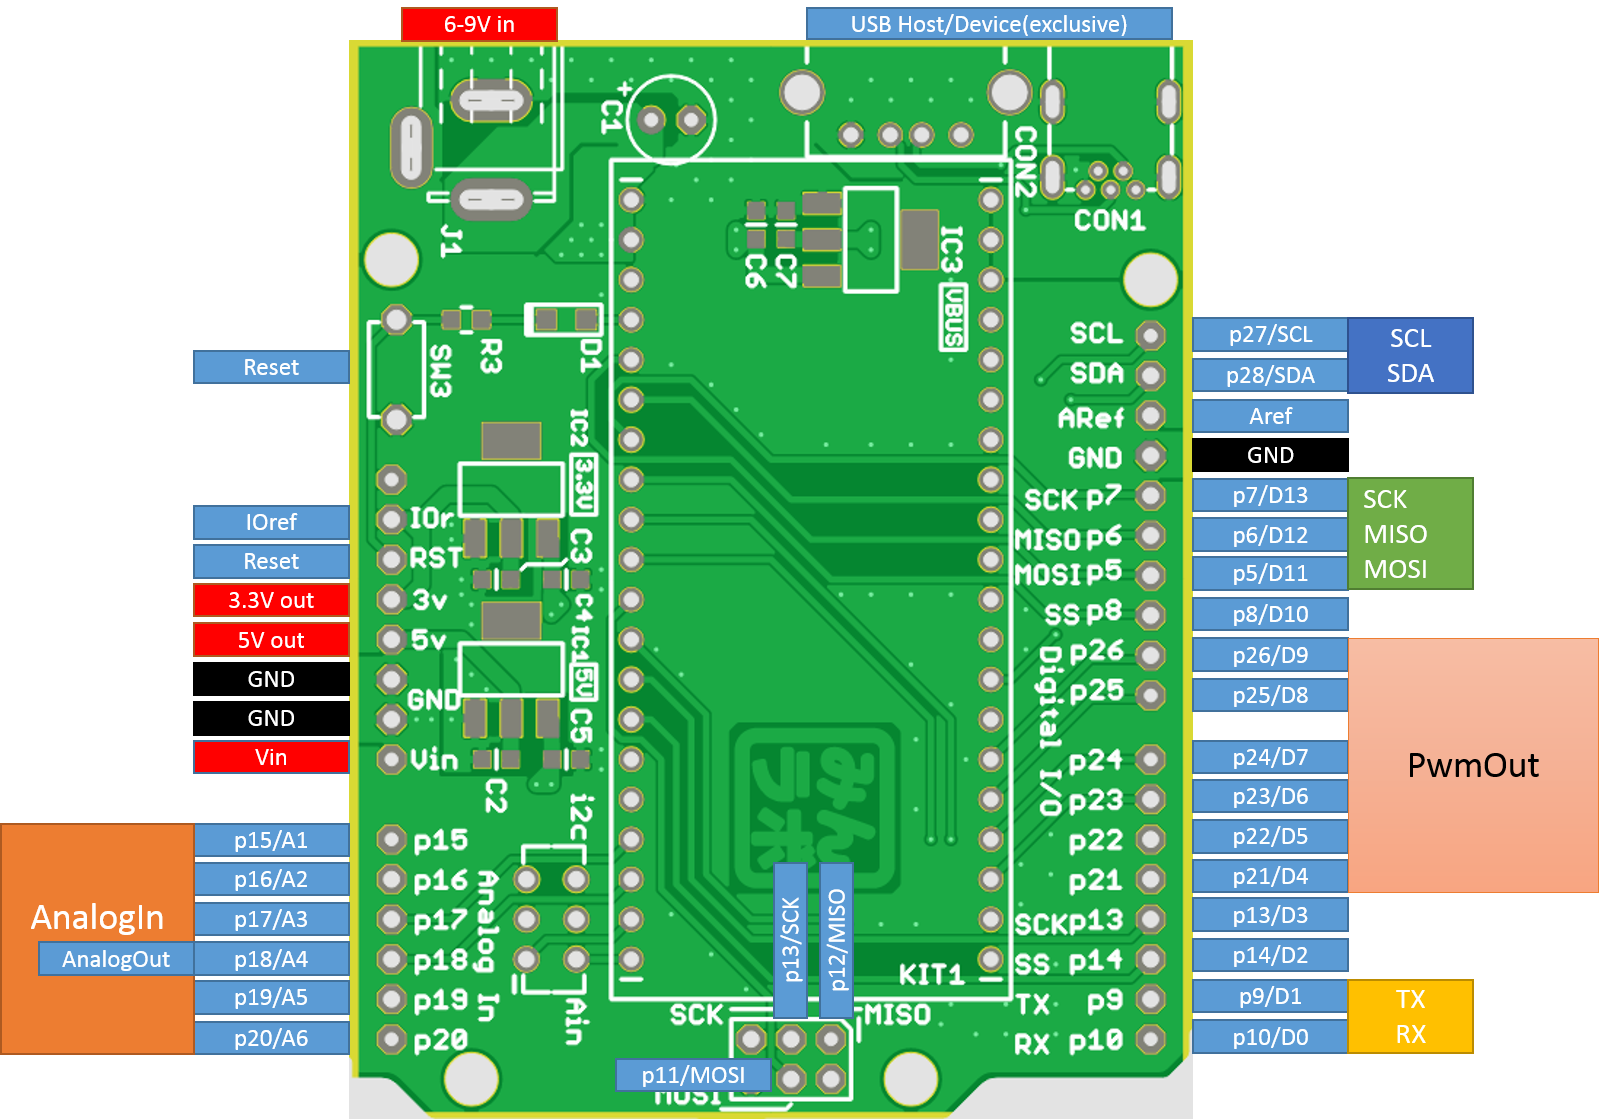 6-9V in
USB Host/Device(exclusive)
C1
CON2
CON1
J1
C6
C7
IC3
VBUS
SW3
R3
D1
Reset
IC2
3.3V
IOref
Reset
3.3V out
5V out
GND
GND
Vin
IOr
RST
3v
5v
GND
Vin
C3
C4
IC1
5V
C5
C2
i2c
SCL
SDA
ARef
GND
SCK p7
MISO p6
MOSI p5
SS p8
p26
p25
p24
p23
p22
p21
SCK p13
SS p14
TX p9
RX p10
Digital I/O
p27/SCL
p28/SDA
Aref
GND
p7/D13
p6/D12
p5/D11
p8/D10
p26/D9
p25/D8
p24/D7
p23/D6
p22/D5
p21/D4
p13/D3
p14/D2
p9/D1
p10/D0
SCL
SDA
SCK
MISO
MOSI
PwmOut
TX
RX
AnalogIn
AnalogOut
p15/A1
p16/A2
p17/A3
p18/A4
p19/A5
p20/A6
p15
p16
p17
p18
p19
p20
Analog In
Ain
みん
ラ
KIT1
p13/SCK
p12/MISO
SCK
MISO
p11/MOSI
MOSI